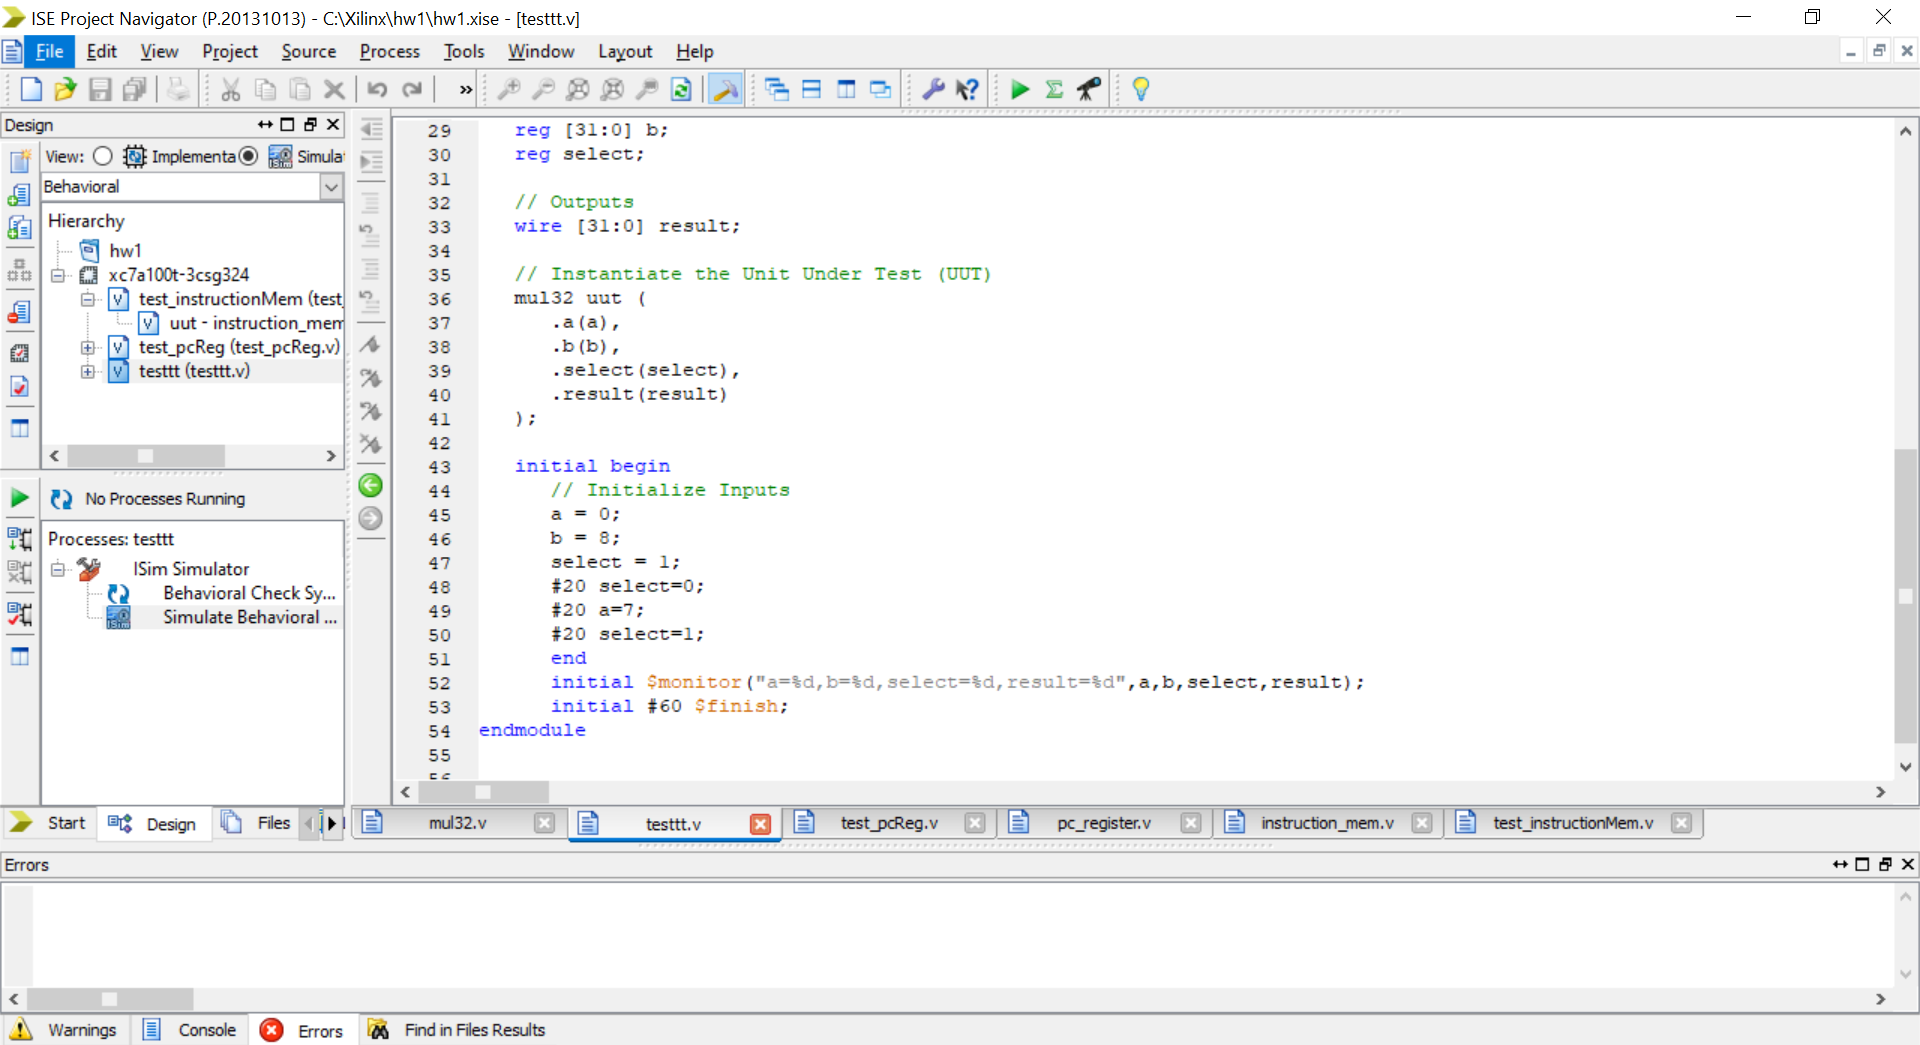 ISE Project Navigator (P.20131013) - C:\Xilinx\hw1\hw1.xise - [testtt.v]
File Edit View Project Source Process Tools Window Layout Help
Design
View: Implementa Simula
Behavioral
Hierarchy
hw1
xc7a100t-3csg324
test_instructionMem (test_
uut - instruction_mem
test_pcReg (test_pcReg.v)
testtt (testtt.v)
No Processes Running
Processes: testtt
ISim Simulator
Behavioral Check Sy...
Simulate Behavioral ...
29 reg [31:0] b;
30 reg select;
31
32 // Outputs
33 wire [31:0] result;
34
35 // Instantiate the Unit Under Test (UUT)
36 mul32 uut (
37 .a(a),
38 .b(b),
39 .select(select),
40 .result(result)
41 );
42
43 initial begin
44 // Initialize Inputs
45 a = 0;
46 b = 8;
47 select = 1;
48 #20 select=0;
49 #20 a=7;
50 #20 select=1;
51 end
52 initial $monitor("a=%d,b=%d,select=%d,result=%d",a,b,select,result);
53 initial #60 $finish;
54 endmodule
55
56
Start Design Files
mul32.v testtt.v test_pcReg.v pc_register.v instruction_mem.v test_instructionMem.v
Errors
Warnings Console Errors Find in Files Results